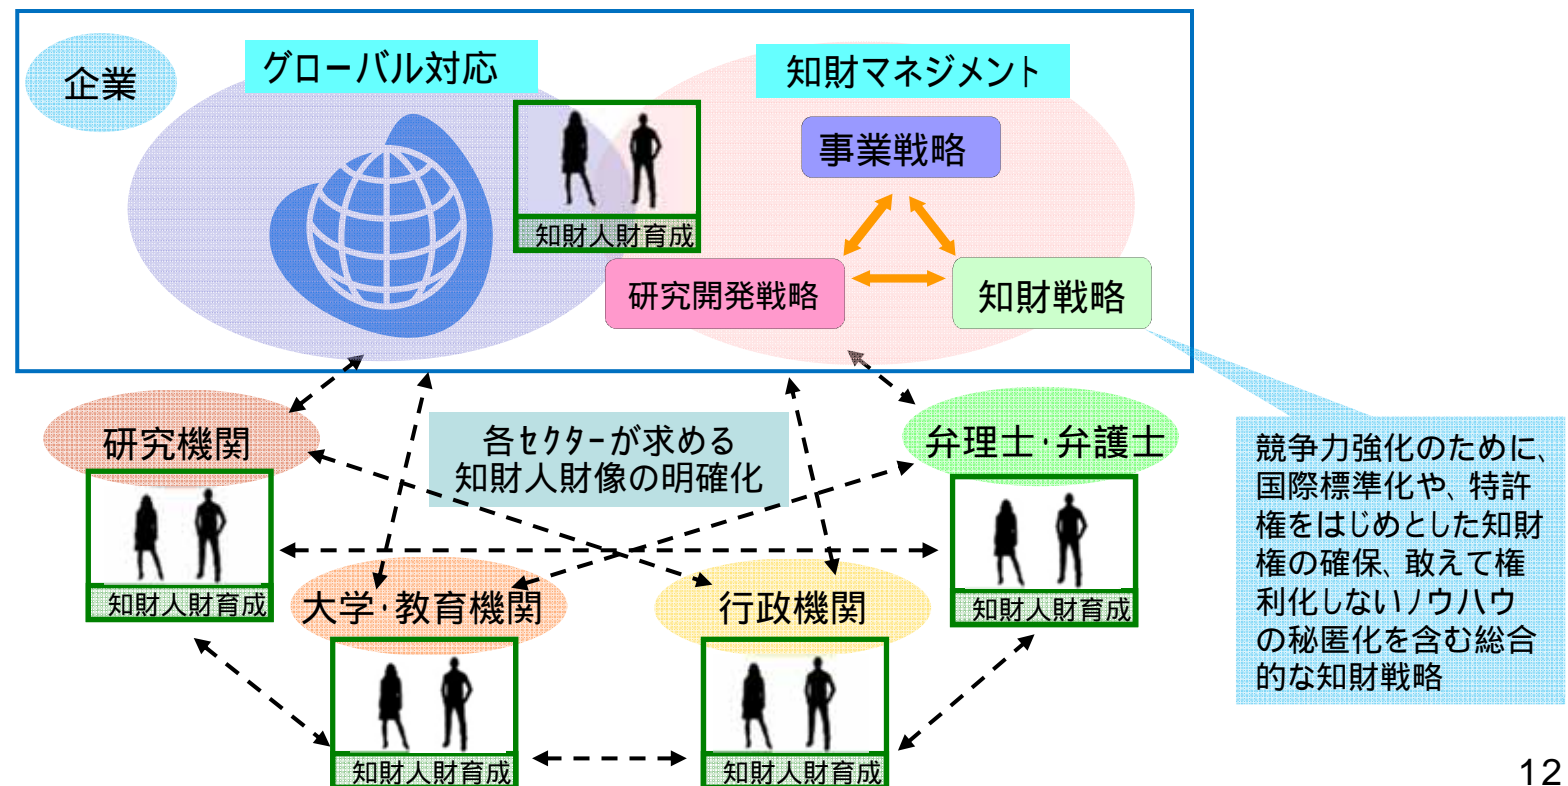 企業
グローバル対応
知財マネジメント
事業戦略
知財人財育成
研究開発戦略
知財戦略
研究機関
各セクターが求める
知財人財像の明確化
弁理士・弁護士
知財人財育成
大学・教育機関
行政機関
知財人財育成
知財人財育成
知財人財育成
競争力強化のために、
国際標準化や、特許
権をはじめとした知財
権の確保、敢えて権
利化しないノウハウ
の秘匿化を含む総合
的な知財戦略
12